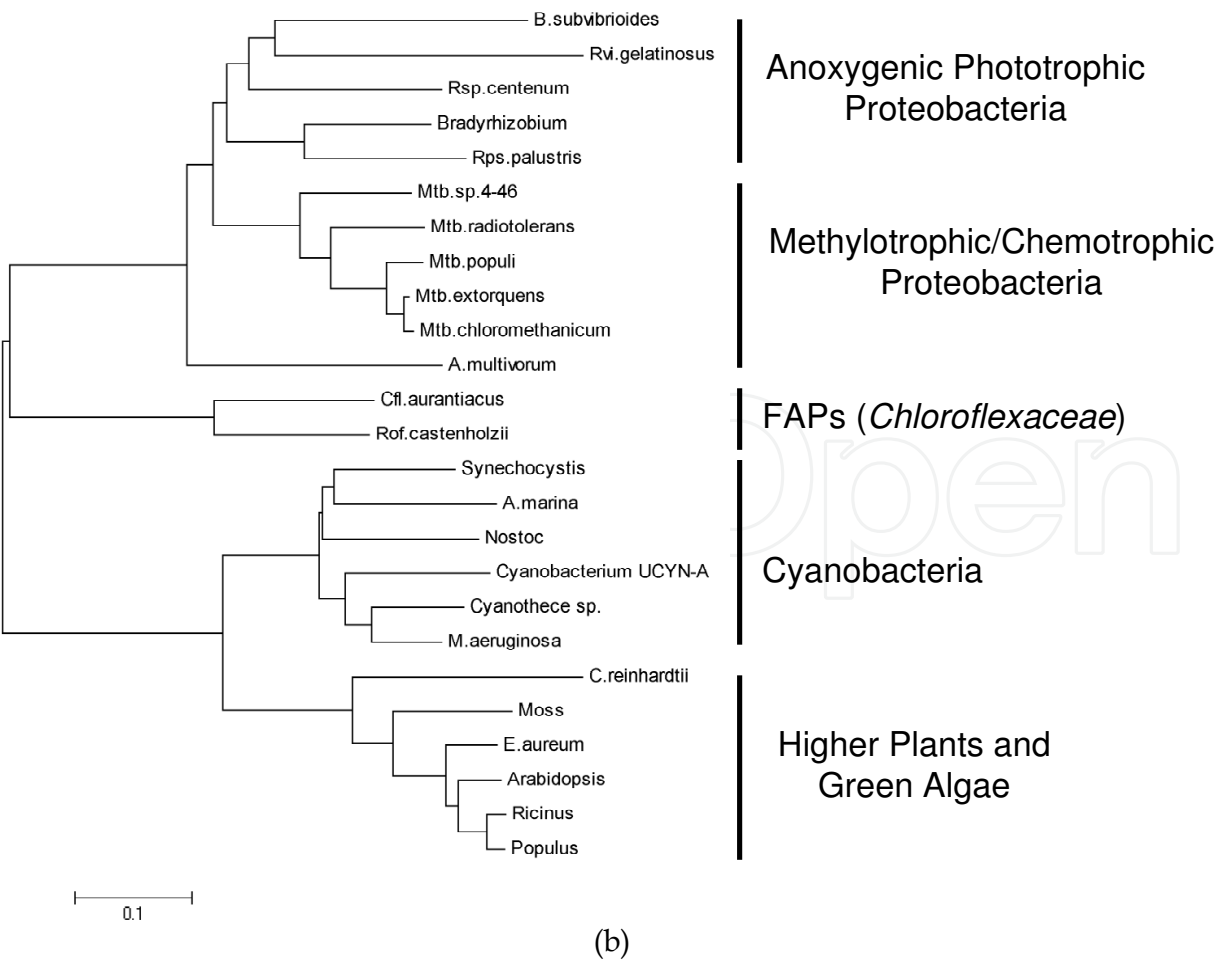 B.subvibrioides
Rvi.gelatinosus
Rsp.centenum
Bradyrhizobium
Rps.palustris
Anoxygenic Phototrophic
Proteobacteria
Mtb.sp.4-46
Mtb.radiotolerans
Mtb.populi
Mtb.extorquens
Mtb.chloromethanicum
A.multivorum
Methylotrophic/Chemotrophic
Proteobacteria
Cfl.aurantiacus
Rof.castenholzii
FAPs (Chloroflexaceae)
Synechocystis
A.marina
Nostoc
Cyanobacterium UCYN-A
Cyanothece sp.
M.aeruginosa
Cyanobacteria
C.reinhardtii
Moss
E.aureum
Arabidopsis
Ricinus
Populus
Higher Plants and
Green Algae
Open
0.1
(b)